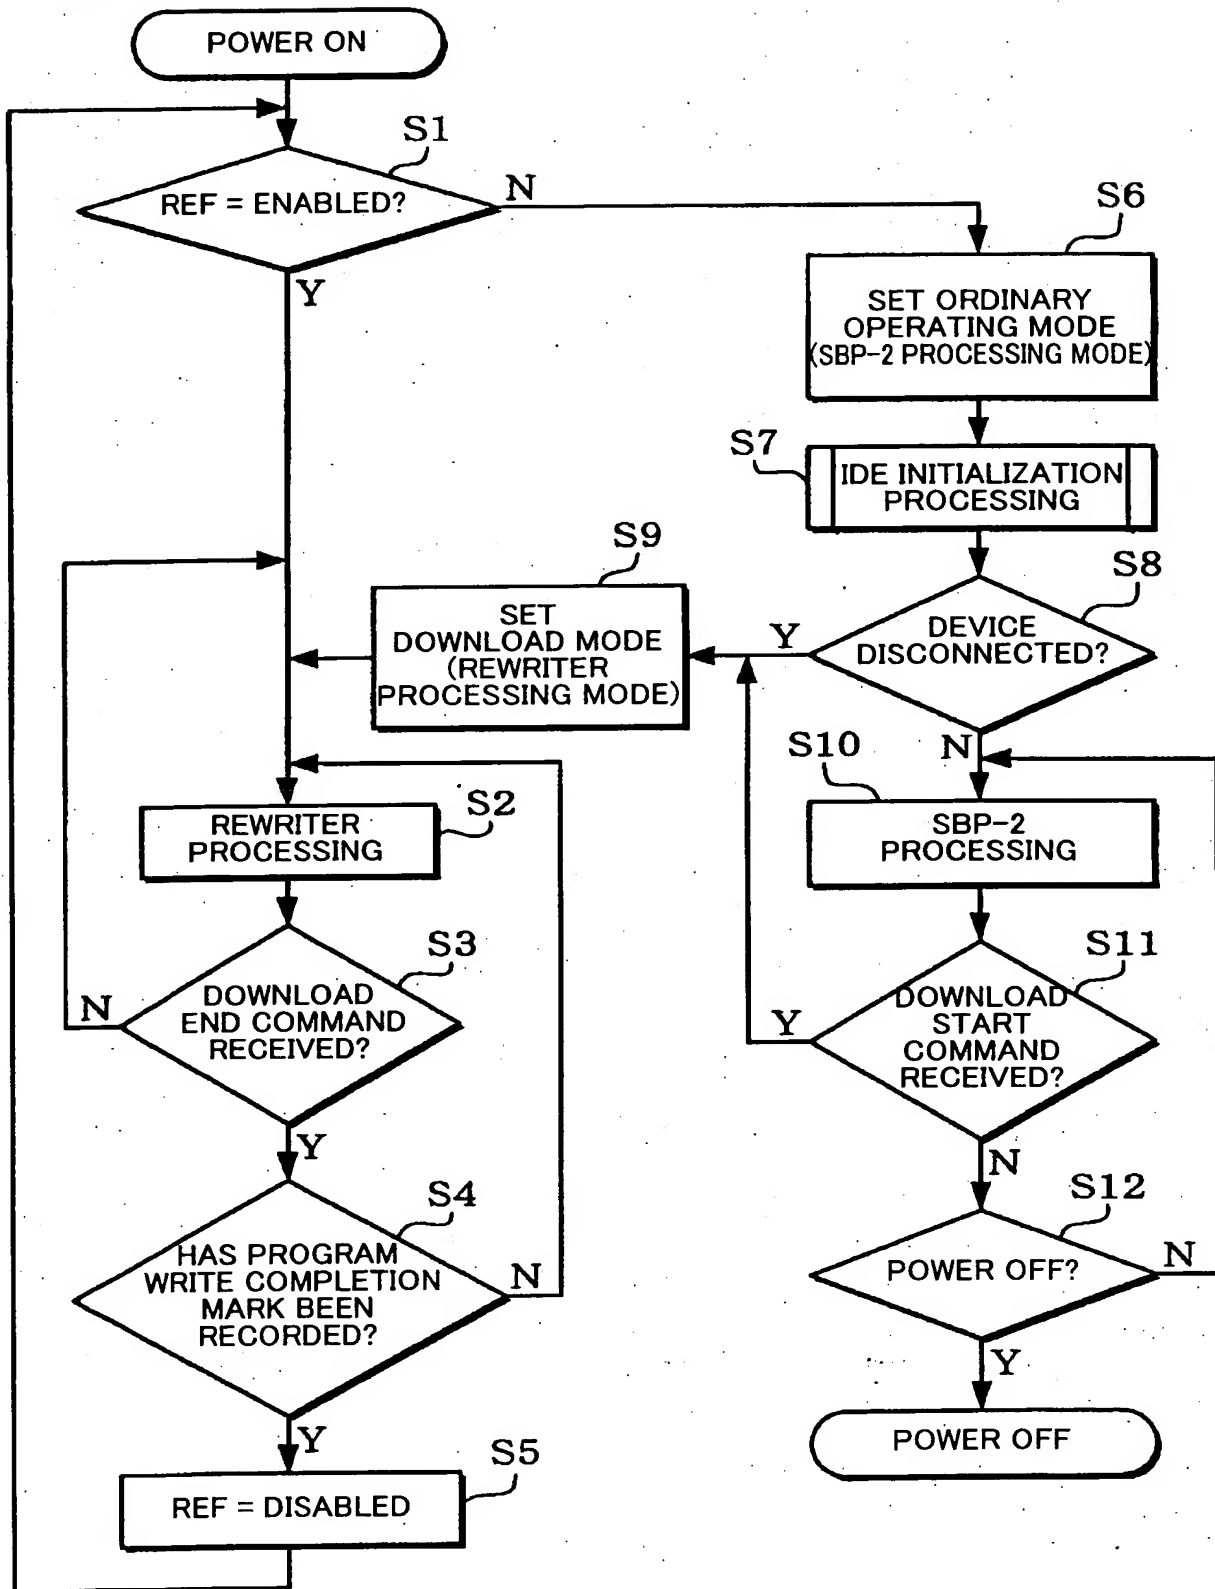 POWER ON
S1
REF = ENABLED?
N
Y
S6
SET ORDINARY
OPERATING MODE
(SBP-2 PROCESSING MODE)
S7
IDE INITIALIZATION
PROCESSING
S8
DEVICE
DISCONNECTED?
Y
N
S9
SET
DOWNLOAD MODE
(REWRITER
PROCESSING MODE)
S2
REWRITER
PROCESSING
S3
DOWNLOAD
END COMMAND
RECEIVED?
N
Y
S4
HAS PROGRAM
WRITE COMPLETION
MARK BEEN
RECORDED?
N
Y
S5
REF = DISABLED
S10
SBP-2
PROCESSING
S11
DOWNLOAD
START
COMMAND
RECEIVED?
Y
N
S12
POWER OFF?
N
Y
POWER OFF